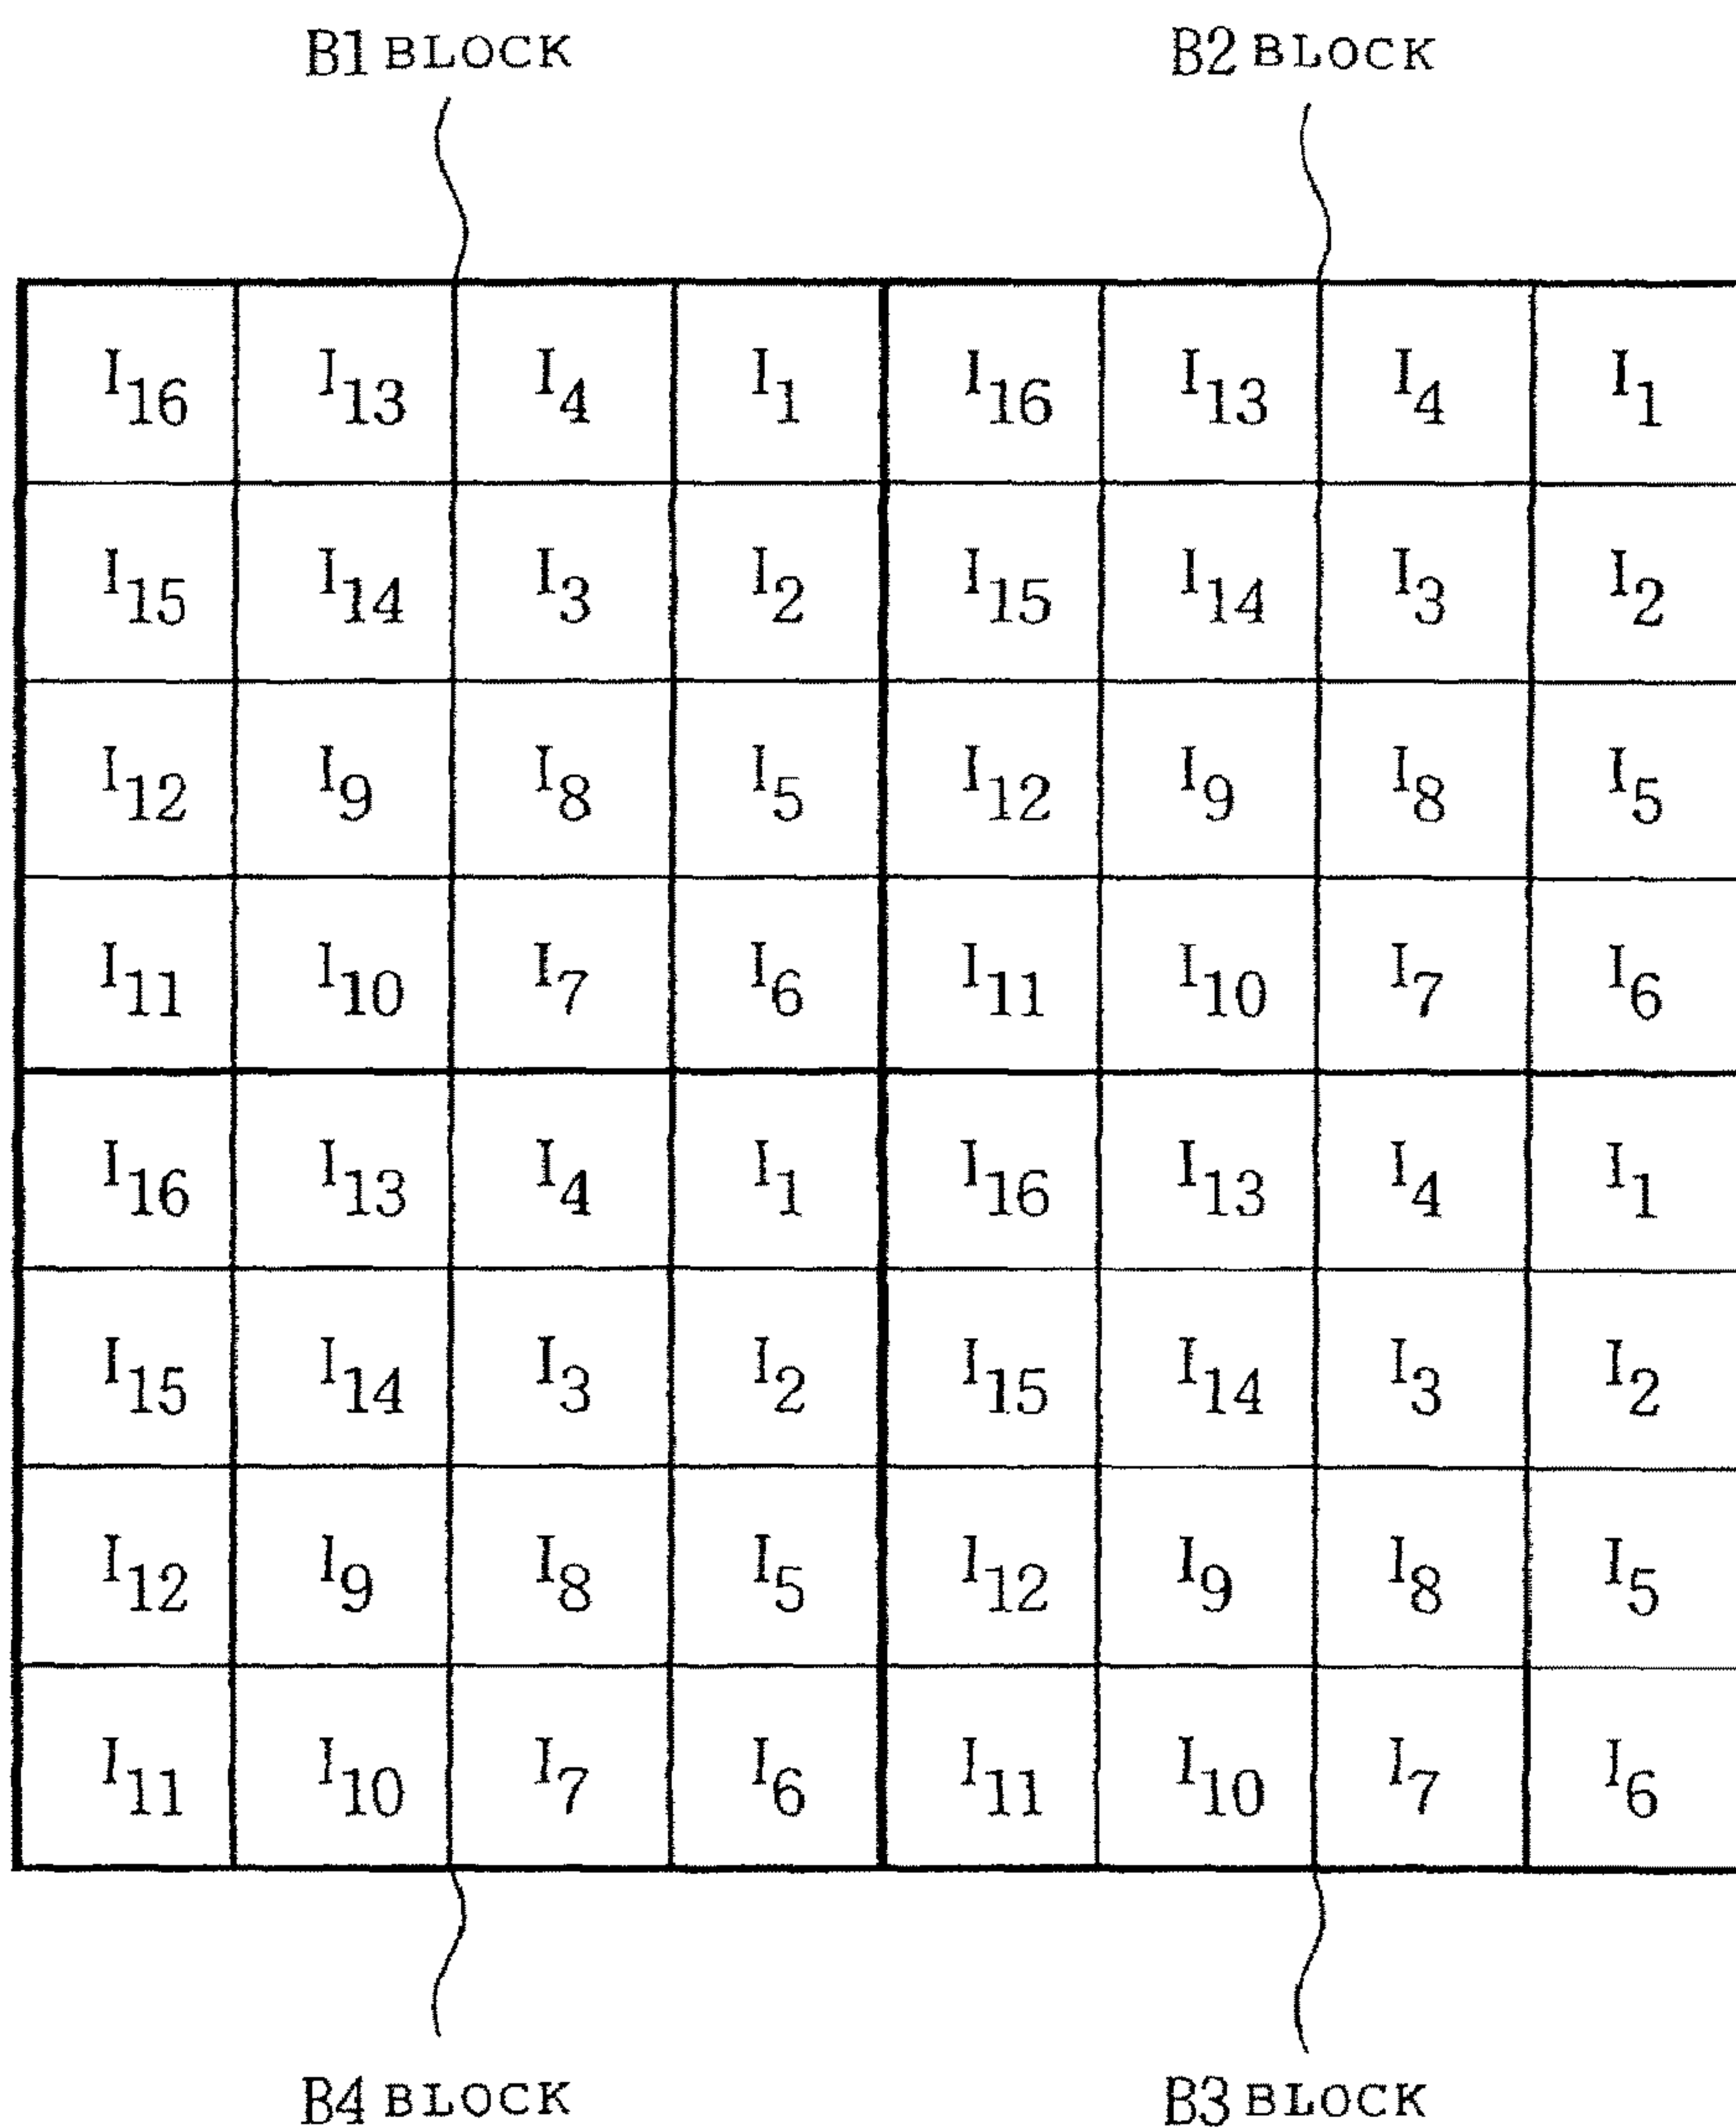 B1 BLOCK B2 BLOCK
I16 I13 I4 I1 I16 I13 I4 I1
I15 I14 I3 I2 I15 I14 I3 I2
I12 I9 I8 I5 I12 I9 I8 I5
I11 I10 I7 I6 I11 I10 I7 I6
I16 I13 I4 I1 I16 I13 I4 I1
I15 I14 I3 I2 I15 I14 I3 I2
I12 I9 I8 I5 I12 I9 I8 I5
I11 I10 I7 I6 I11 I10 I7 I6
B4 BLOCK B3 BLOCK